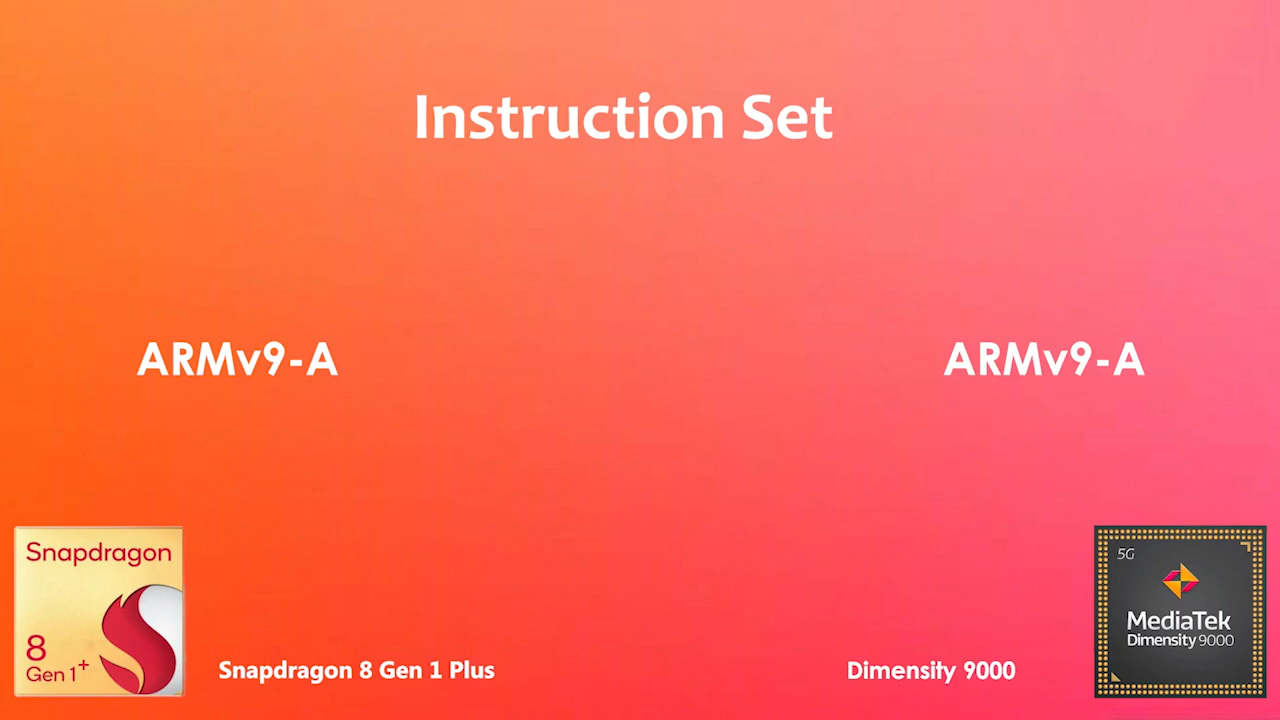 Instruction Set
ARMv9-A
ARMv9-A
Snapdragon
8
Gen 1+
Snapdragon 8 Gen 1 Plus
Dimensity 9000
5G
MediaTek
Dimensity 9000